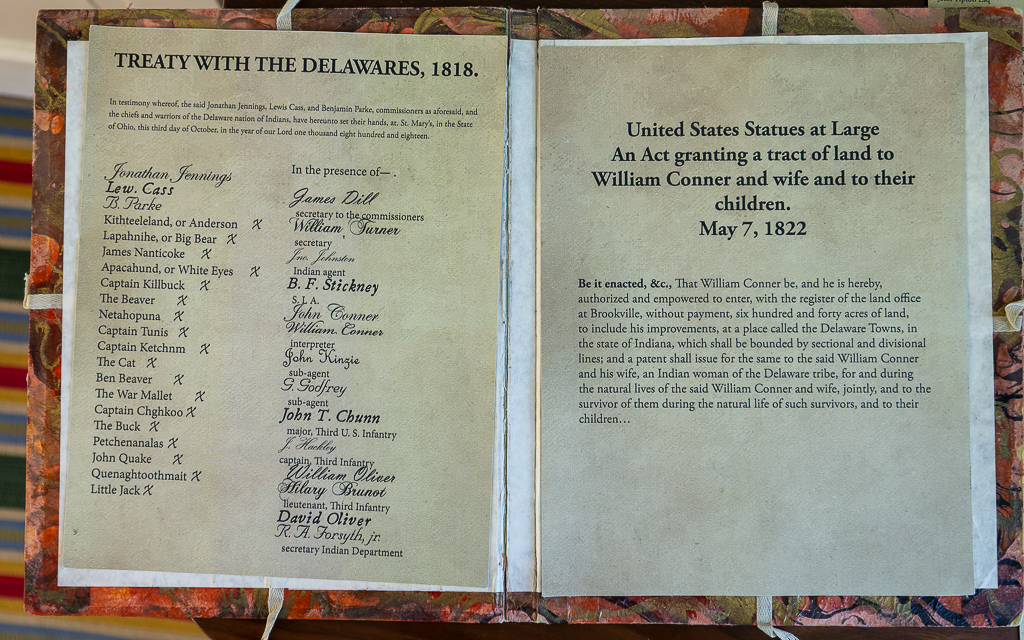 John Tipton Esq
TREATY WITH THE DELAWARES, 1818.
In testimony whereof, the said Jonathan Jennings, Lewis Cass, and Benjamin Parke, commissioners as aforesaid, and
the chiefs and warriors of the Delaware nation of Indians, have hereunto set their hands, at. St. Mary's, in the State
of Ohio, this third day of October, in the year of our Lord one thousand eight hundred and eighteen.
Jonathan Jennings
Lew. Cass
B. Parke
Kithteeleland, or Anderson X
Lapahnihe, or Big Bear X
James Nanticoke X
Apacahund, or White Eyes X
Captain Killbuck X
The Beaver X
Netahopuna X
Captain Tunis X
Captain Ketchnm X
The Cat X
Ben Beaver X
The War Mallet X
Captain Chghkoo X
The Buck X
Petchenanalas X
John Quake X
Quenaghtoothmait X
Little Jack X
In the presence of— .
James Dill
secretary to the commissioners
William Turner
secretary
Jno. Johnston
Indian agent
B. F. Stickney
S. I. A.
John Conner
William Conner
interpreter
John Kinzie
sub-agent
G. Godfrey
sub-agent
John T. Chunn
major, Third U. S. Infantry
J. Hackley
captain, Third Infantry
William Oliver
Hilary Brunot
lieutenant, Third Infantry
David Oliver
R. A. Forsyth, jr.
secretary Indian Department
United States Statues at Large
An Act granting a tract of land to
William Conner and wife and to their
children.
May 7, 1822
Be it enacted, &c., That William Conner be, and he is hereby,
authorized and empowered to enter, with the register of the land office
at Brookville, without payment, six hundred and forty acres of land,
to include his improvements, at a place called the Delaware Towns, in
the state of Indiana, which shall be bounded by sectional and divisional
lines; and a patent shall issue for the same to the said William Conner
and his wife, an Indian woman of the Delaware tribe, for and during
the natural lives of the said William Conner and wife, jointly, and to the
survivor of them during the natural life of such survivors, and to their
children…